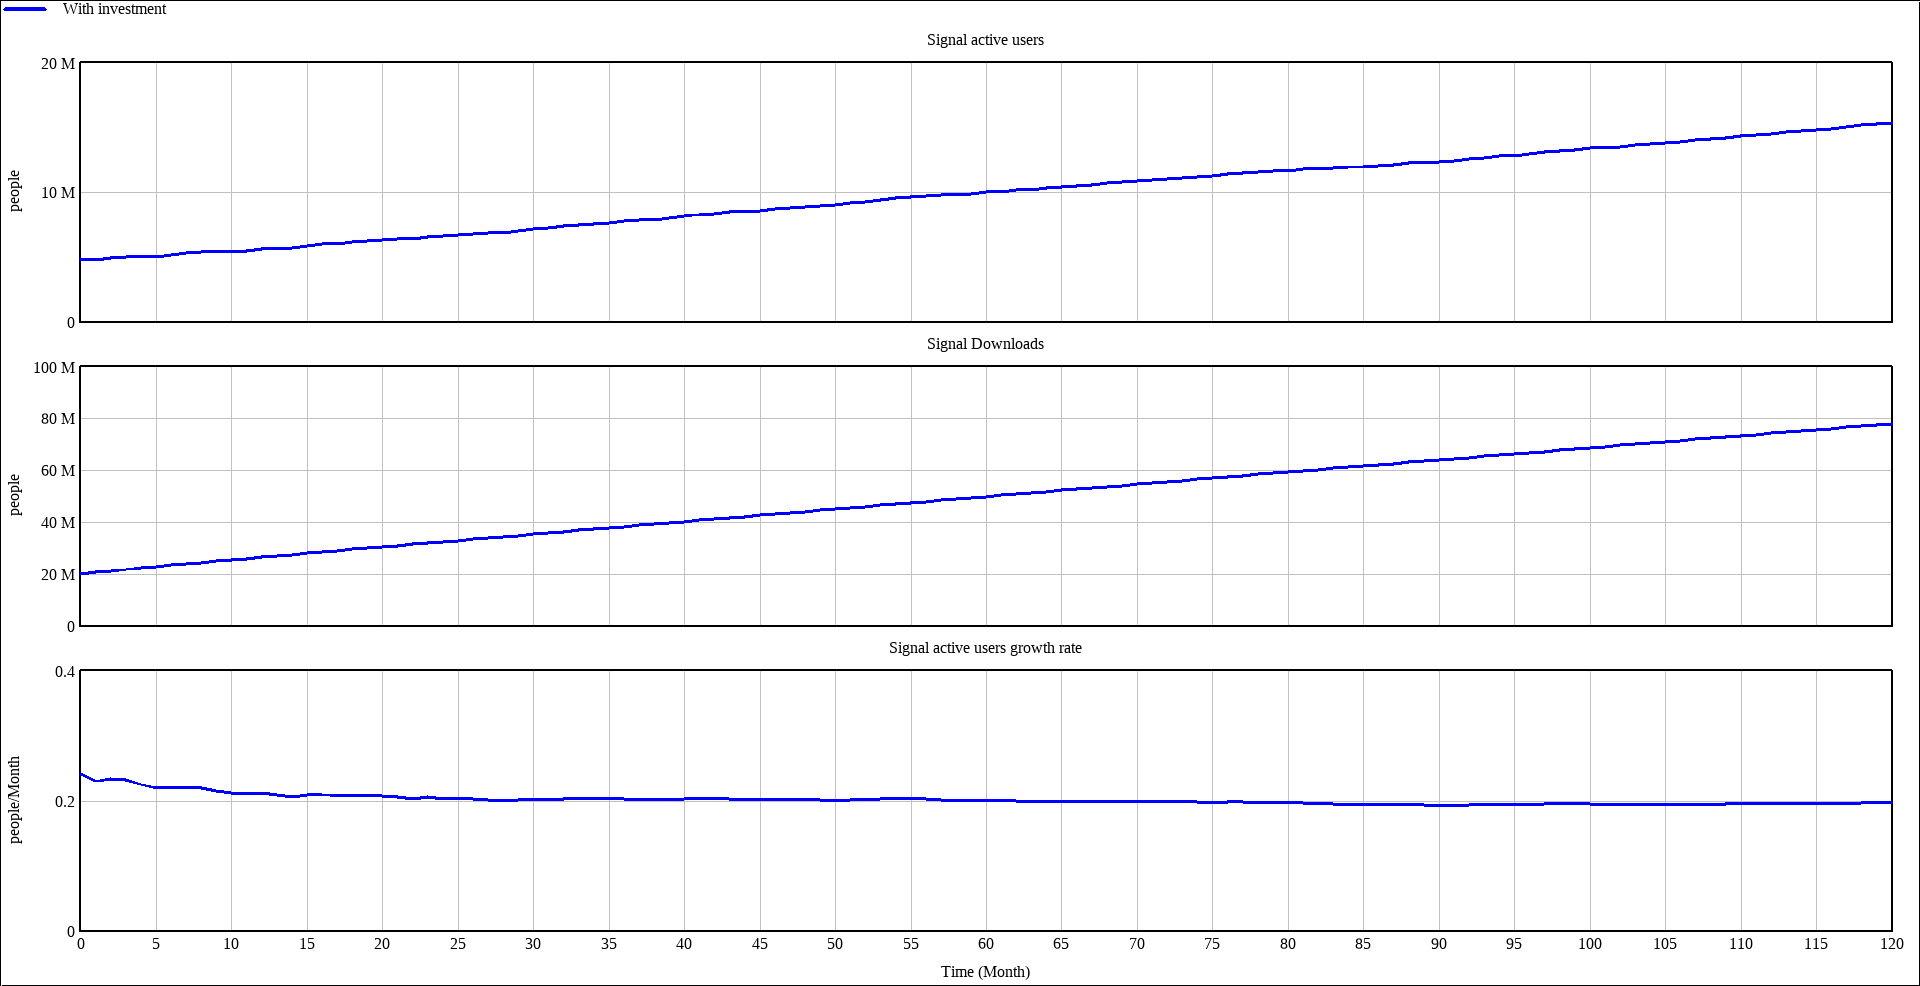 With investment
Signal active users
20 M
10 M
0
people
Signal Downloads
100 M
80 M
60 M
40 M
20 M
0
people
Signal active users growth rate
0.4
0.2
0
people/Month
0 5 10 15 20 25 30 35 40 45 50 55 60 65 70 75 80 85 90 95 100 105 110 115 120
Time (Month)